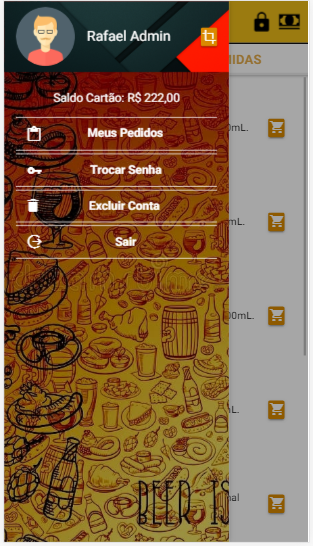 Rafael Admin
MIDAS
Saldo Cartão: R$ 222,00
0mL.
Meus Pedidos
Trocar Senha
Excluir Conta
mL.
Sair
00mL.
L.
nal
BEER IS